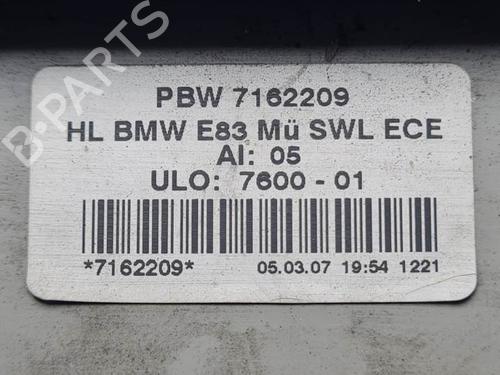 PBW 7162209
HL BMW E83 Mü SWL ECE
AI: 05
ULO: 7600 - 01
*7162209* 05.03.07 19:54 1221
B-PARTS